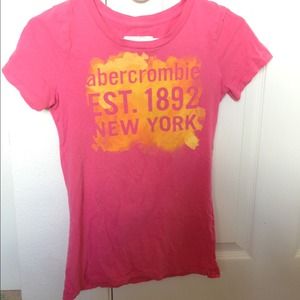 abercrombie
EST. 1892
NEW YORK